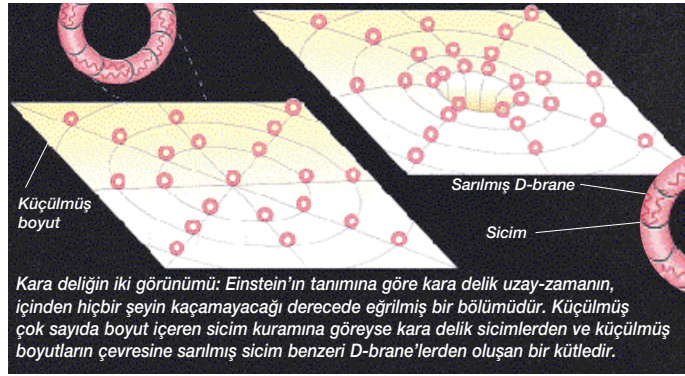 Küçülmüş
boyut
Sarılmış D-brane
Sicim
Kara deliğin iki görünümü: Einstein'ın tanımına göre kara delik uzay-zamanın,
içinden hiçbir şeyin kaçamayacağı derecede eğrilmiş bir bölümüdür. Küçülmüş
çok sayıda boyut içeren sicim kuramına göreyse kara delik sicimlerden ve küçülmüş
boyutların çevresine sarılmış sicim benzeri D-brane'lerden oluşan bir kütledir.